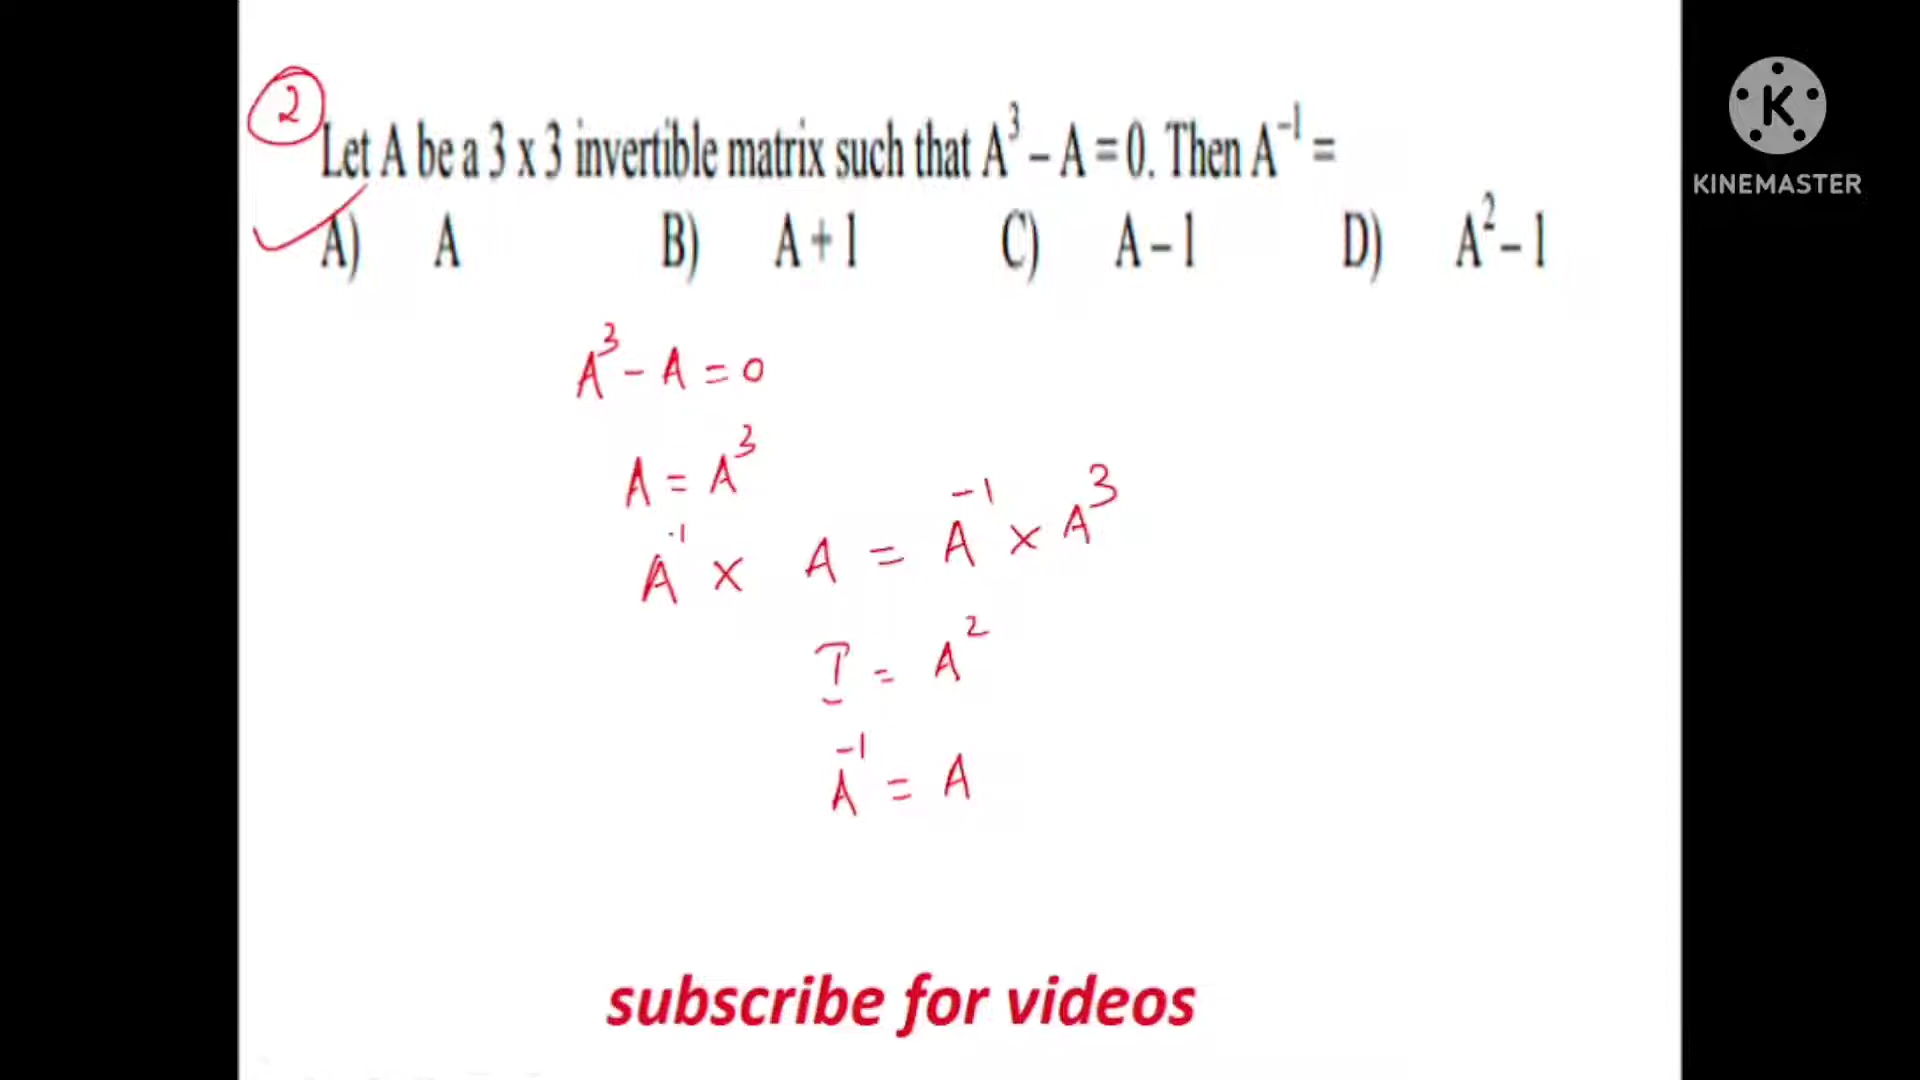 2
Let A be a 3 x 3 invertible matrix such that A³ – A = 0. Then A⁻¹ =
A) A B) A + 1 C) A – 1 D) A² – 1
A³ - A = 0
A = A³
A⁻¹ × A = A⁻¹ × A³
I = A²
A⁻¹ = A
subscribe for videos
K
KINEMASTER